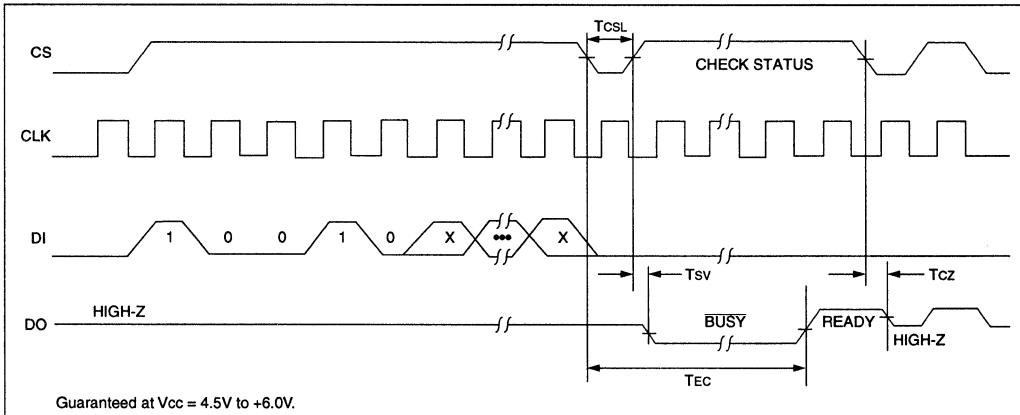 TCSL
CS
CHECK STATUS
CLK
DI 1 0 0 1 0 X ••• X
TSV
TCZ
HIGH-Z
DO
BUSY
READY
HIGH-Z
TEC
Guaranteed at Vcc = 4.5V to +6.0V.